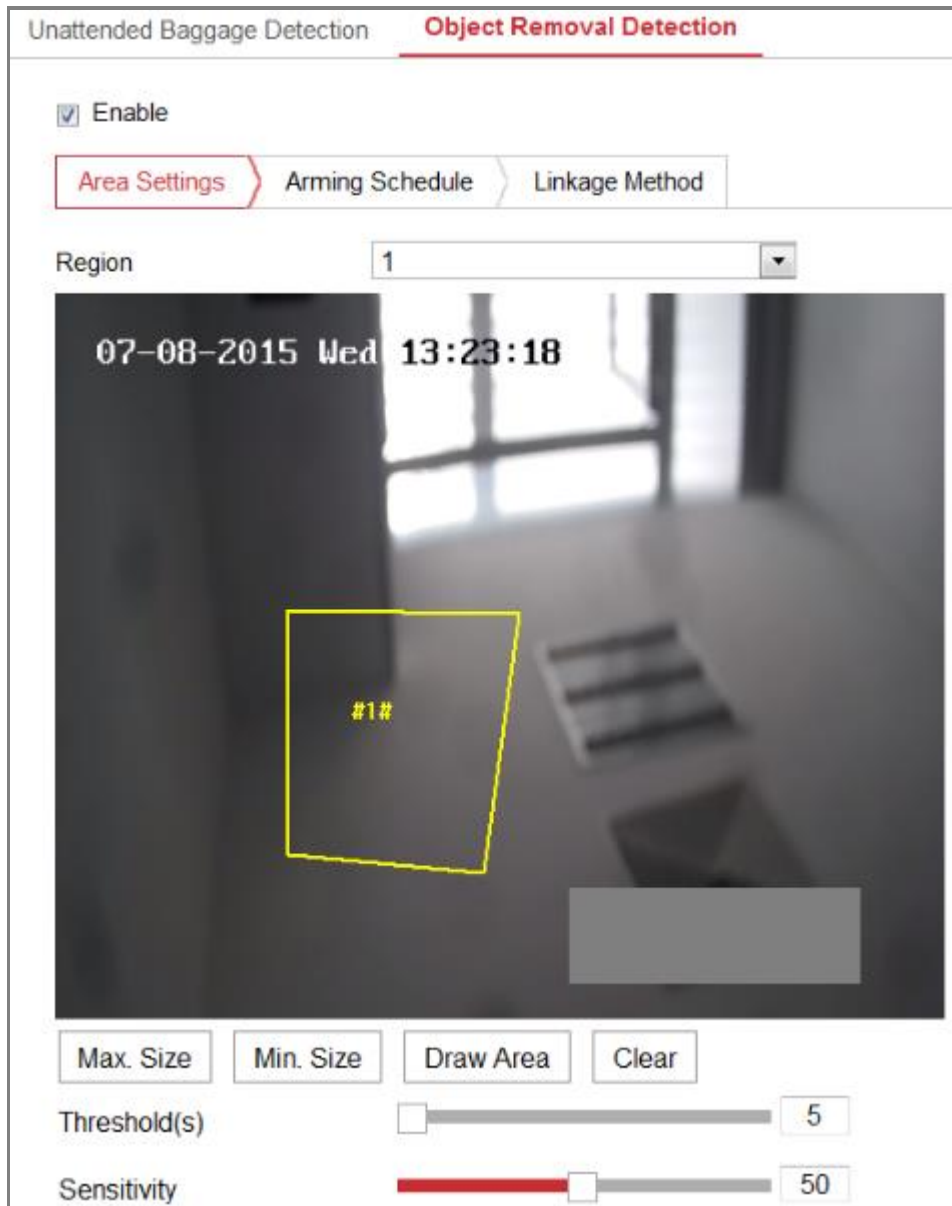 Unattended Baggage Detection Object Removal Detection
Enable
Area Settings Arming Schedule Linkage Method
Region 1
07-08-2015 Wed 13:23:18
#1#
Max. Size Min. Size Draw Area Clear
Threshold(s) 5
Sensitivity 50